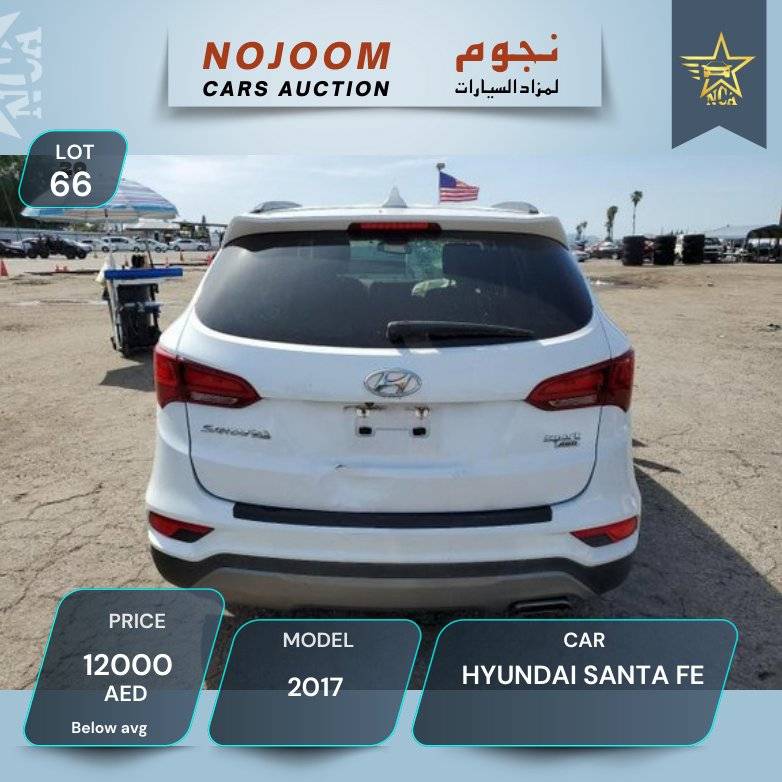 NOJOOM
نجوم
CARS AUCTION
لمزاد السيارات
NCA
NCA
LOT
66
SANTA FE
Sport
AWD
PRICE
12000
AED
Below avg
MODEL
2017
CAR
HYUNDAI SANTA FE